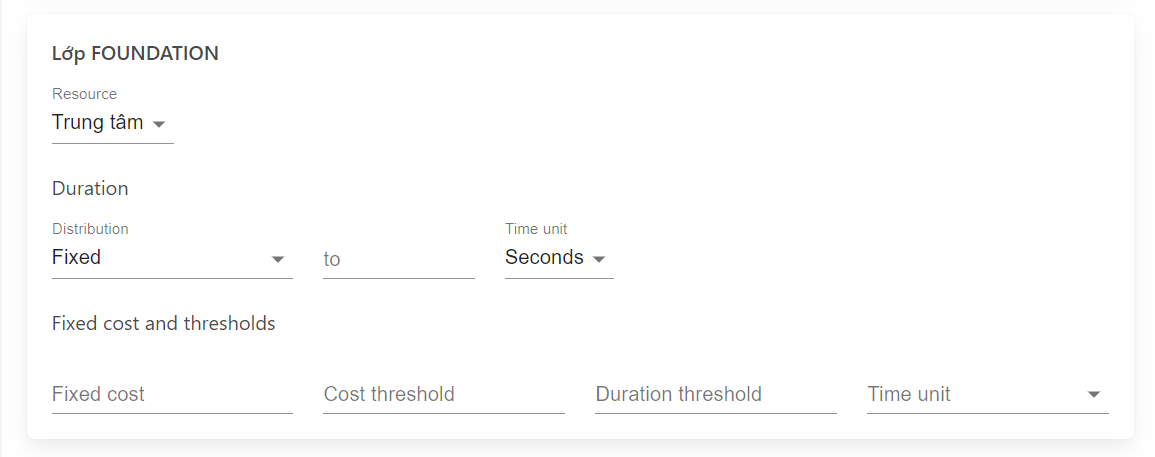 Lớp FOUNDATION
Resource
Trung tâm
Duration
Distribution
Time unit
Fixed
to
Seconds
Fixed cost and thresholds
Fixed cost
Cost threshold
Duration threshold
Time unit